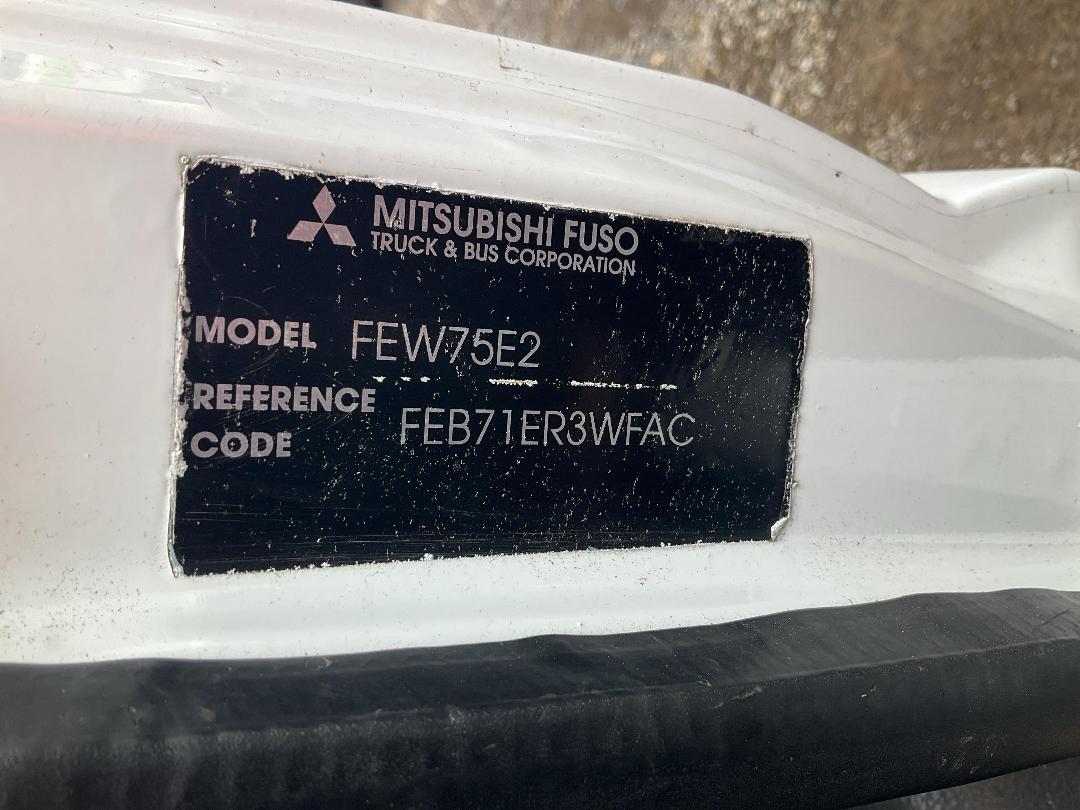 MITSUBISHI FUSO
TRUCK & BUS CORPORATION
MODEL FEW75E2
REFERENCE
CODE FEB71ER3WFAC